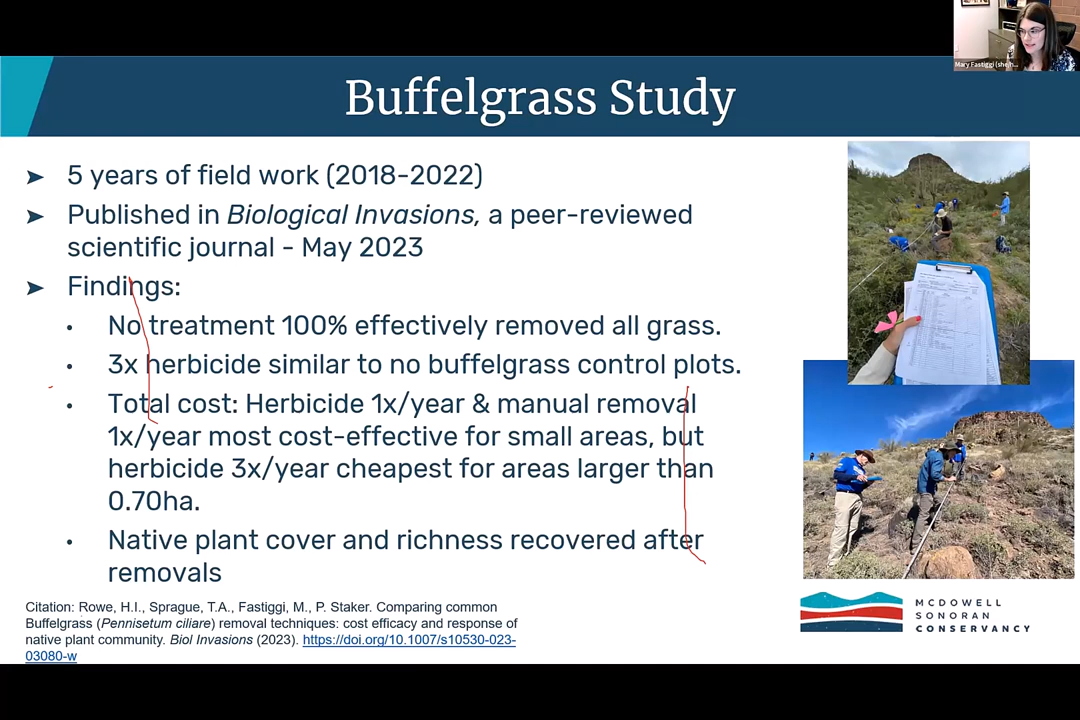 Mary Fastiggi (she/h...
Buffelgrass Study
➤ 5 years of field work (2018-2022)
➤ Published in Biological Invasions, a peer-reviewed
scientific journal - May 2023
➤ Findings:
• No treatment 100% effectively removed all grass.
• 3x herbicide similar to no buffelgrass control plots.
• Total cost: Herbicide 1x/year & manual removal
1x/year most cost-effective for small areas, but
herbicide 3x/year cheapest for areas larger than
0.70ha.
• Native plant cover and richness recovered after
removals
Citation: Rowe, H.I., Sprague, T.A., Fastiggi, M., P. Staker. Comparing common
Buffelgrass (Pennisetum ciliare) removal techniques: cost efficacy and response of
native plant community. Biol Invasions (2023). https://doi.org/10.1007/s10530-023-
03080-w
MCDOWELL
SONORAN
CONSERVANCY